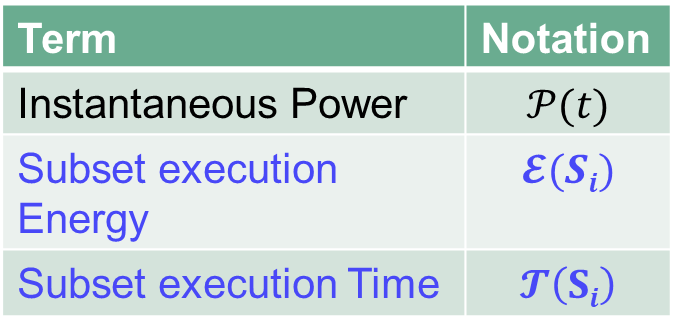 Term Notation
Instantaneous Power 𝒫(t)
Subset execution ℰ(Sᵢ)
Energy
Subset execution Time 𝒯(Sᵢ)